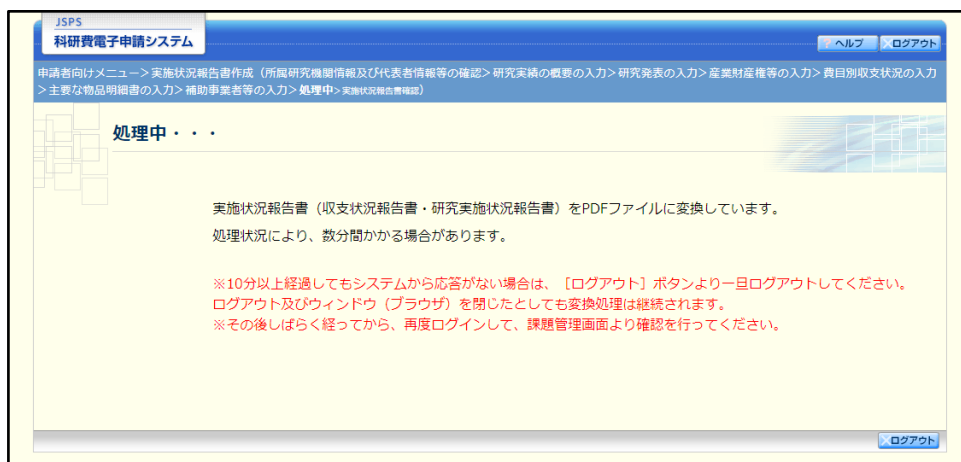 JSPS
科研費電子申請システム
? ヘルプ ログアウト
申請者向けメニュー>実施状況報告書作成（所属研究機関情報及び代表者情報等の確認>研究実績の概要の入力>研究発表の入力>産業財産権等の入力>費目別収支状況の入力
>主要な物品明細書の入力>補助事業者等の入力>処理中>実施状況報告書確認）
処理中・・・
実施状況報告書（収支状況報告書・研究実施状況報告書）をPDFファイルに変換しています。
処理状況により、数分間かかる場合があります。
※10分以上経過してもシステムから応答がない場合は、［ログアウト］ボタンより一旦ログアウトしてください。
ログアウト及びウィンドウ（ブラウザ）を閉じたとしても変換処理は継続されます。
※その後しばらく経ってから、再度ログインして、課題管理画面より確認を行ってください。
ログアウト